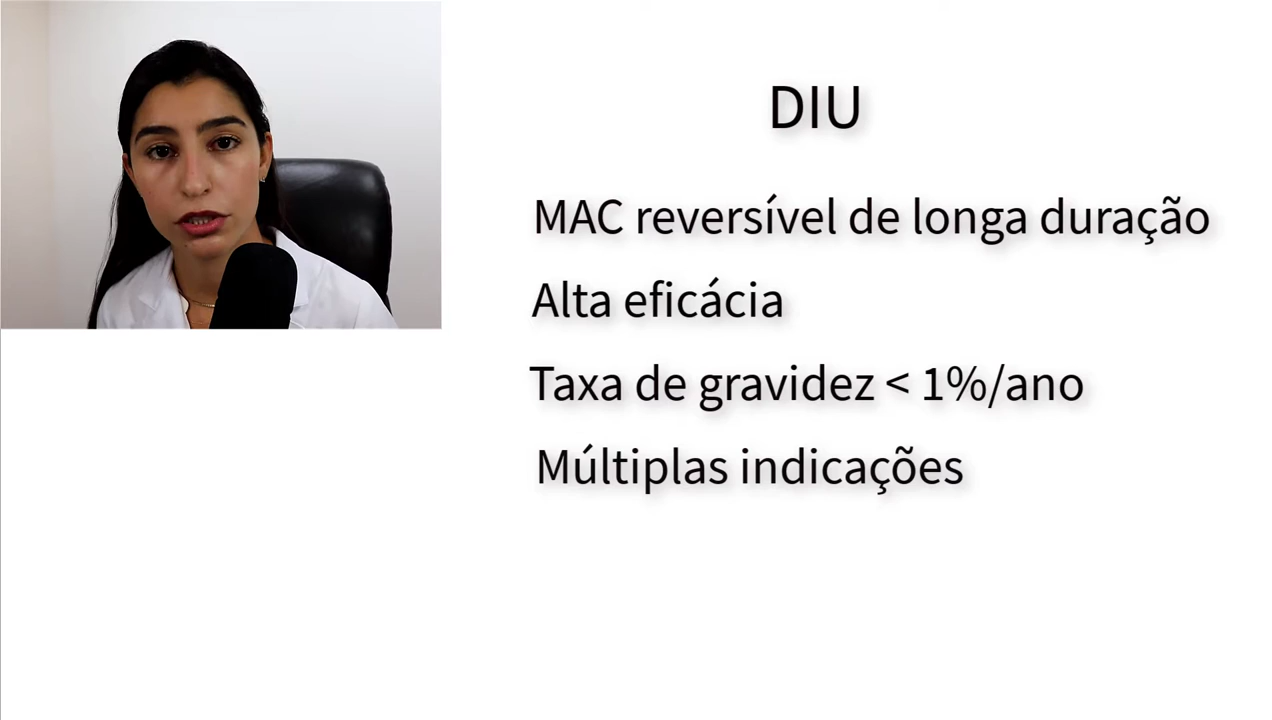 DIU
MAC reversível de longa duração
Alta eficácia
Taxa de gravidez < 1%/ano
Múltiplas indicações